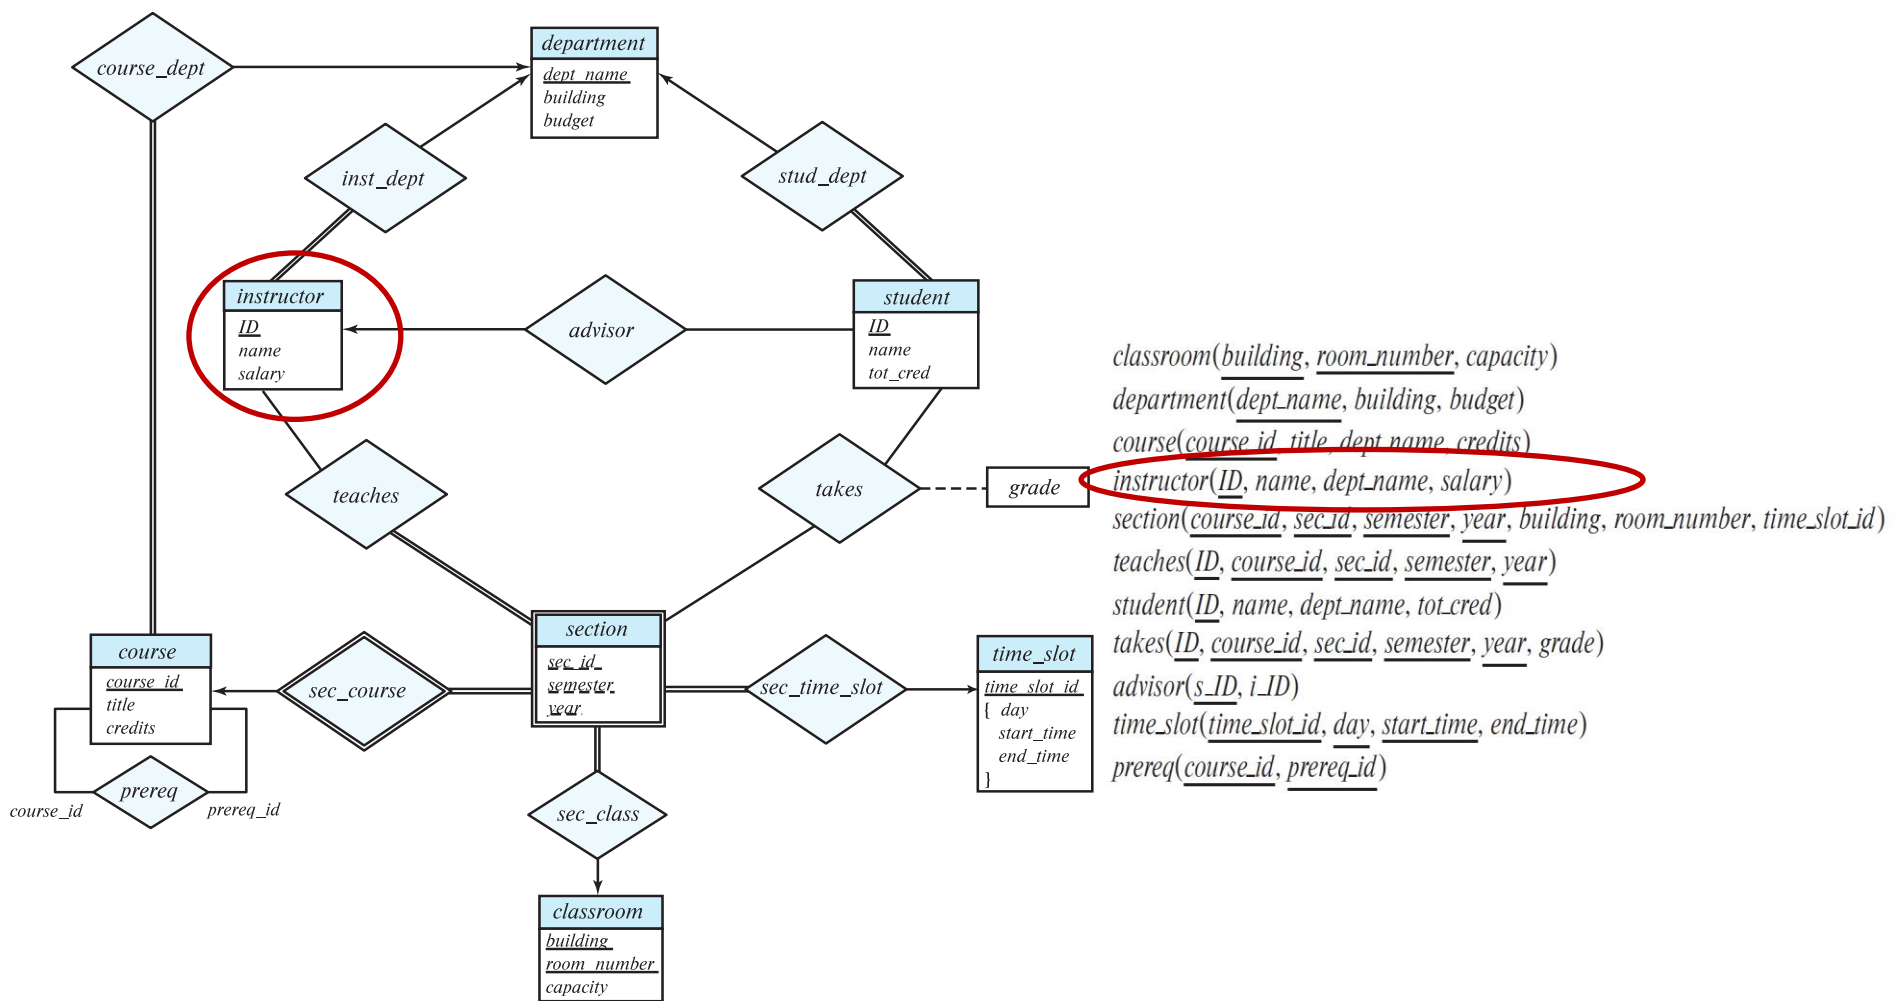 course_dept
department
dept_name
building
budget
inst_dept
stud_dept
instructor
ID
name
salary
advisor
student
ID
name
tot_cred
teaches
takes
grade
course
course_id
title
credits
prereq
course_id
prereq_id
sec_course
section
sec_id
semester
year
sec_time_slot
time_slot
time_slot_id
{ day
start_time
end_time
}
sec_class
classroom
building
room_number
capacity
classroom(building, room_number, capacity)
department(dept_name, building, budget)
course(course_id, title, dept_name, credits)
instructor(ID, name, dept_name, salary)
section(course_id, sec_id, semester, year, building, room_number, time_slot_id)
teaches(ID, course_id, sec_id, semester, year)
student(ID, name, dept_name, tot_cred)
takes(ID, course_id, sec_id, semester, year, grade)
advisor(s_ID, i_ID)
time_slot(time_slot_id, day, start_time, end_time)
prereq(course_id, prereq_id)